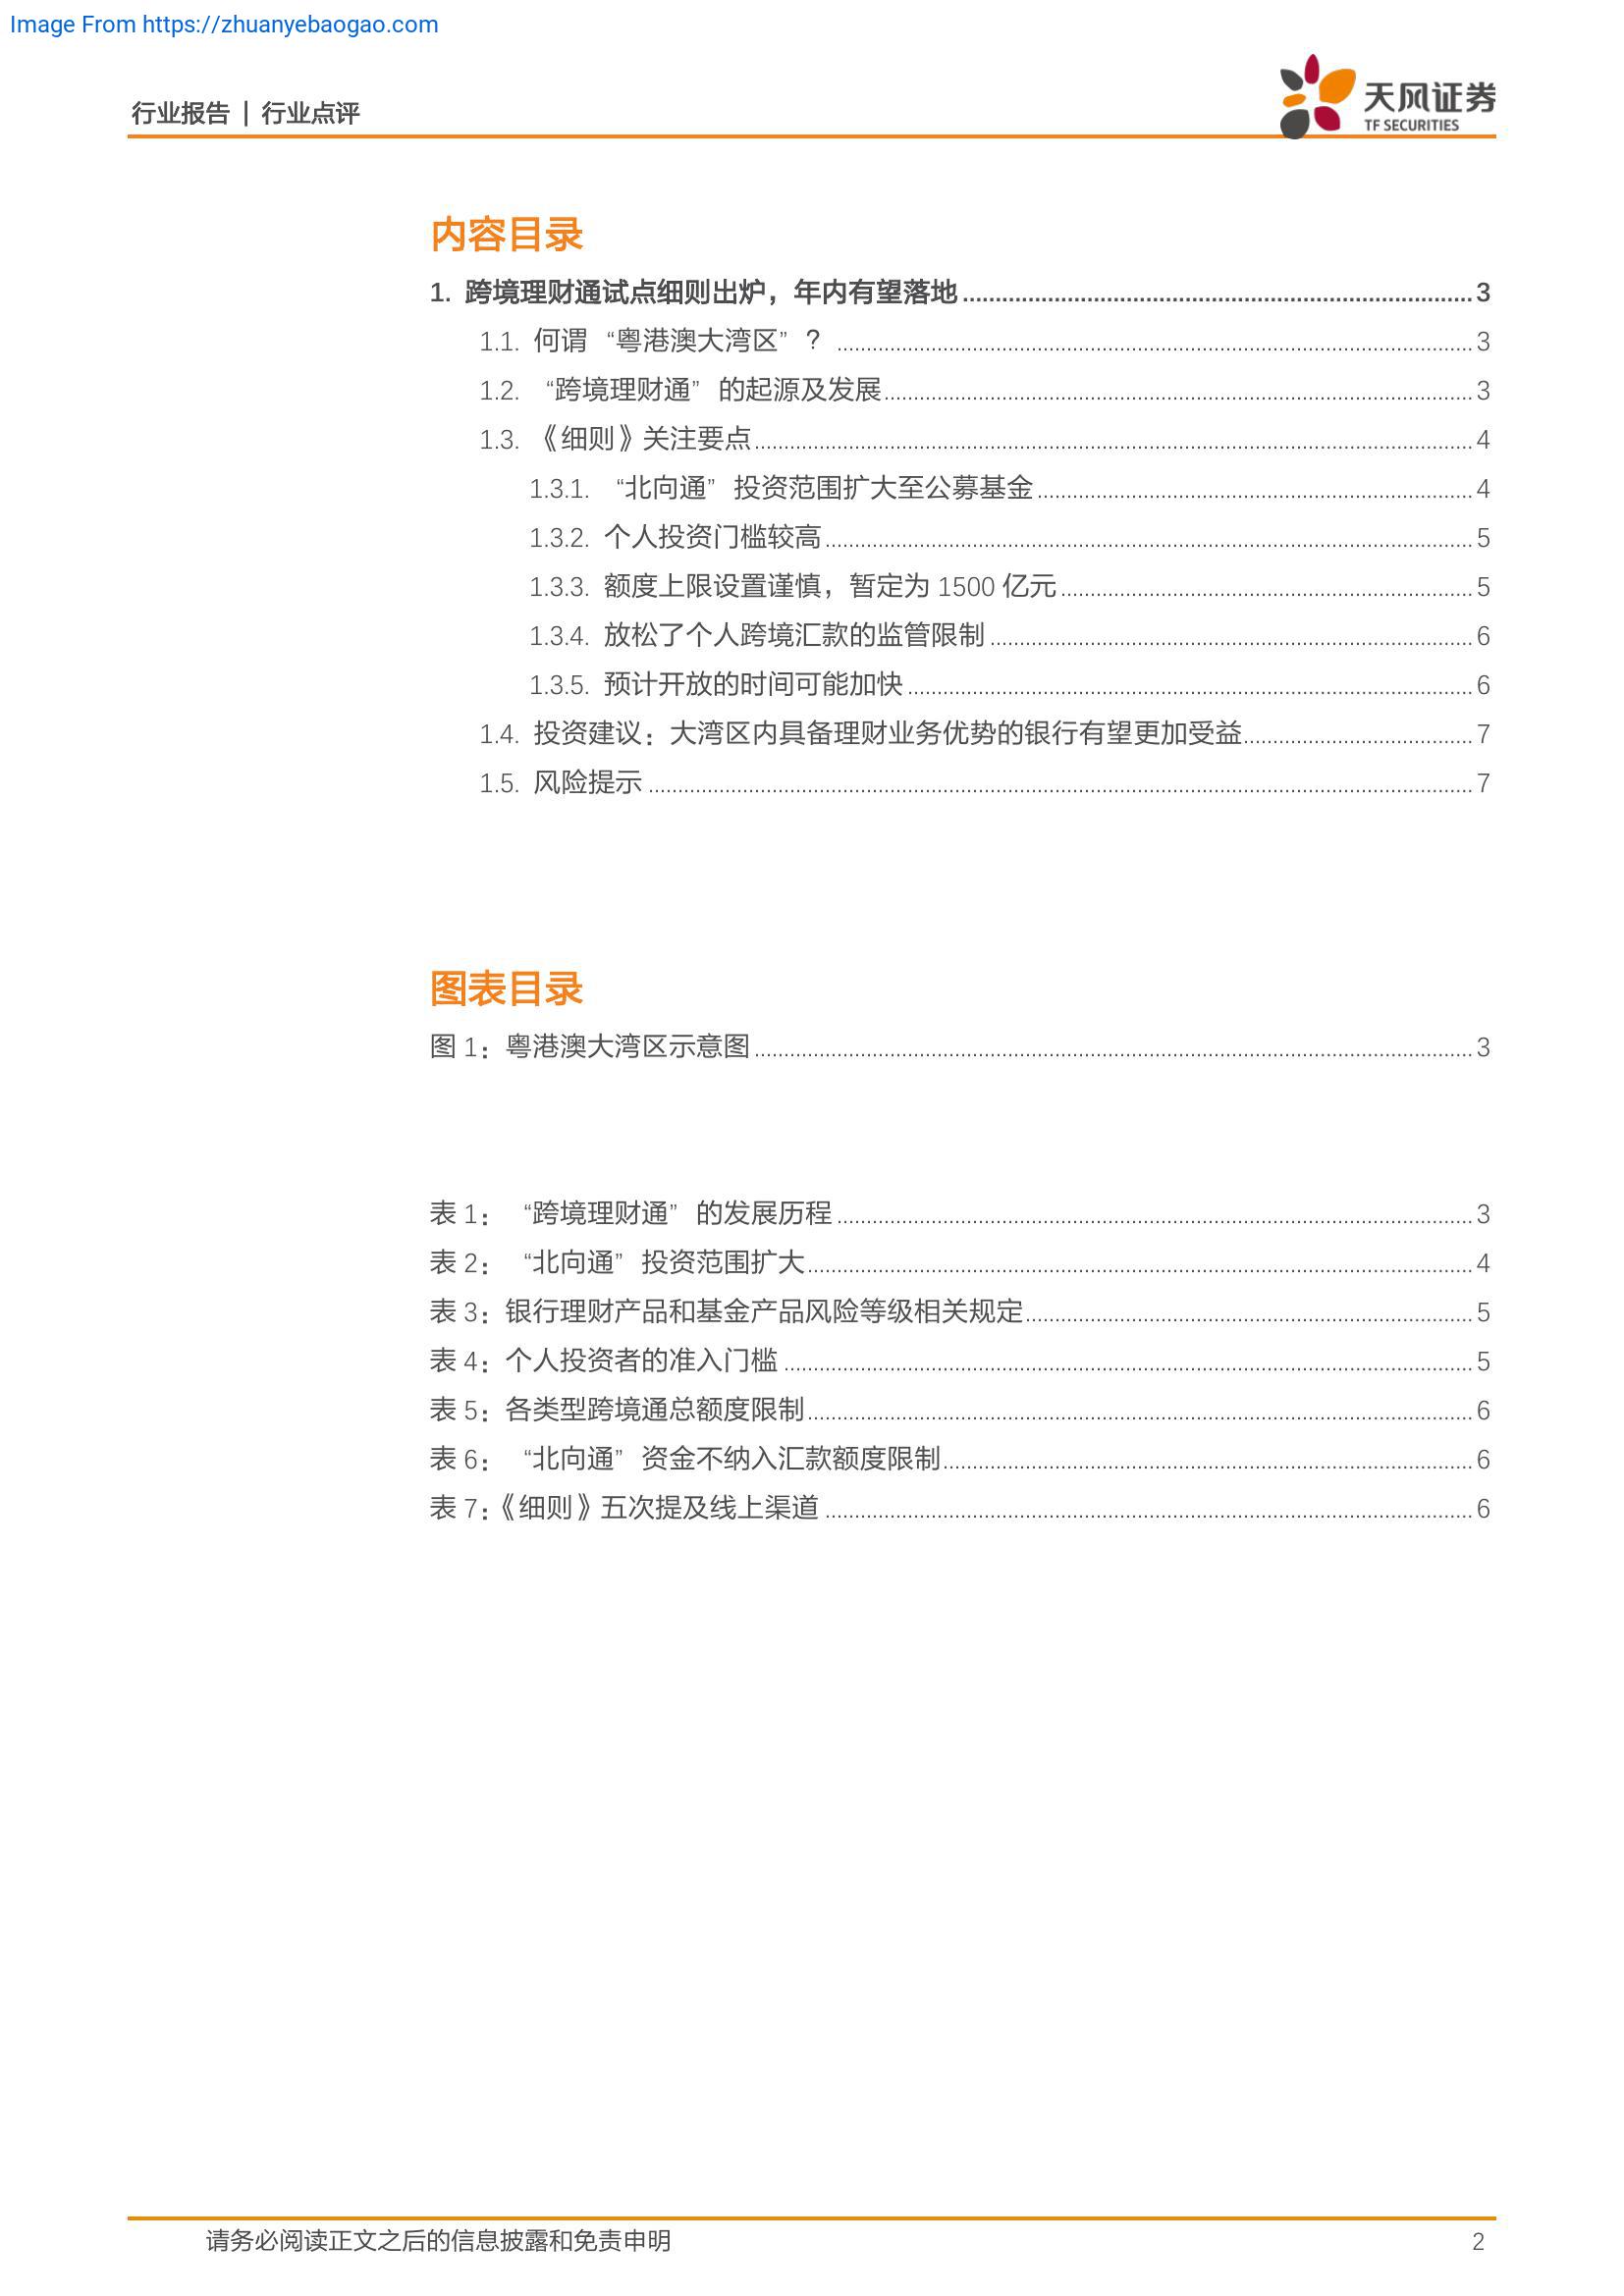 Image From https://zhuanyebaogao.com
行业报告 | 行业点评
天风证券
TF SECURITIES
内容目录
1. 跨境理财通试点细则出炉，年内有望落地 3
1.1. 何谓“粤港澳大湾区”？ 3
1.2. “跨境理财通”的起源及发展 3
1.3. 《细则》关注要点 4
1.3.1. “北向通”投资范围扩大至公募基金 4
1.3.2. 个人投资门槛较高 5
1.3.3. 额度上限设置谨慎，暂定为 1500 亿元 5
1.3.4. 放松了个人跨境汇款的监管限制 6
1.3.5. 预计开放的时间可能加快 6
1.4. 投资建议：大湾区内具备理财业务优势的银行有望更加受益 7
1.5. 风险提示 7
图表目录
图 1：粤港澳大湾区示意图 3
表 1：“跨境理财通”的发展历程 3
表 2：“北向通”投资范围扩大 4
表 3：银行理财产品和基金产品风险等级相关规定 5
表 4：个人投资者的准入门槛 5
表 5：各类型跨境通总额度限制 6
表 6：“北向通”资金不纳入汇款额度限制 6
表 7：《细则》五次提及线上渠道 6
请务必阅读正文之后的信息披露和免责申明 2